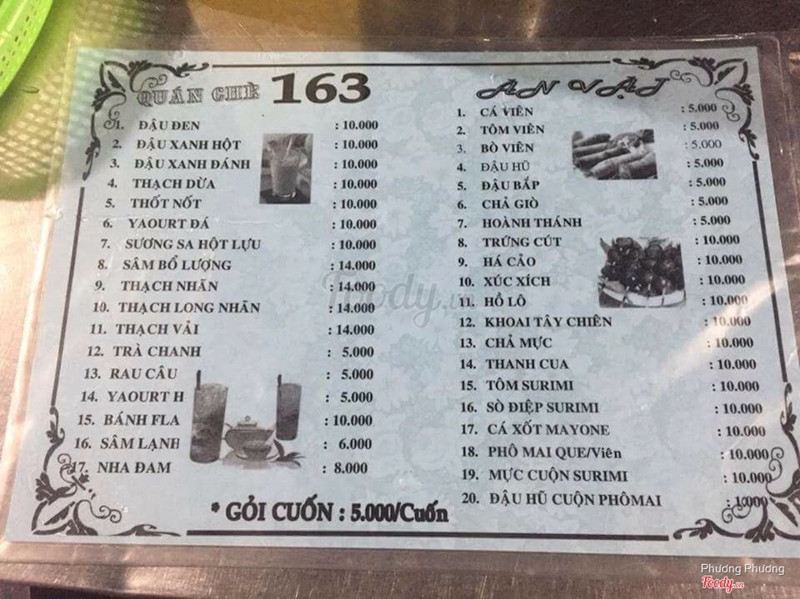 QUÁN CHÈ 163
1. ĐẬU ĐEN : 10.000
2. ĐẬU XANH HỘT : 10.000
3. ĐẬU XANH ĐÁNH : 10.000
4. THẠCH DỪA : 10.000
5. THỐT NỐT : 10.000
6. YAOURT ĐÁ : 10.000
7. SƯƠNG SA HỘT LỰU : 10.000
8. SÂM BỔ LƯỢNG : 14.000
9. THẠCH NHÃN : 14.000
10. THẠCH LONG NHÃN : 14.000
11. THẠCH VẢI : 14.000
12. TRÀ CHANH : 5.000
13. RAU CÂU : 5.000
14. YAOURT H : 5.000
15. BÁNH FLA : 10.000
16. SÂM LẠNH : 6.000
17. NHA ĐAM : 8.000
ĂN VẶT
1. CÁ VIÊN : 5.000
2. TÔM VIÊN : 5.000
3. BÒ VIÊN : 5.000
4. ĐẬU HŨ : 5.000
5. ĐẬU BẮP : 5.000
6. CHẢ GIÒ : 5.000
7. HOÀNH THÁNH : 5.000
8. TRỨNG CÚT : 10.000
9. HÁ CẢO : 10.000
10. XÚC XÍCH : 10.000
11. HỒ LÔ : 10.000
12. KHOAI TÂY CHIÊN : 10.000
13. CHẢ MỰC : 10.000
14. THANH CUA : 10.000
15. TÔM SURIMI : 10.000
16. SÒ ĐIỆP SURIMI : 10.000
17. CÁ XỐT MAYONE : 10.000
18. PHÔ MAI QUE/Viên : 10.000
19. MỰC CUỘN SURIMI : 10.000
20. ĐẬU HŨ CUỘN PHÔMAI
* GỎI CUỐN : 5.000/Cuốn
Foody.vn
Phương Phương
Foody.vn